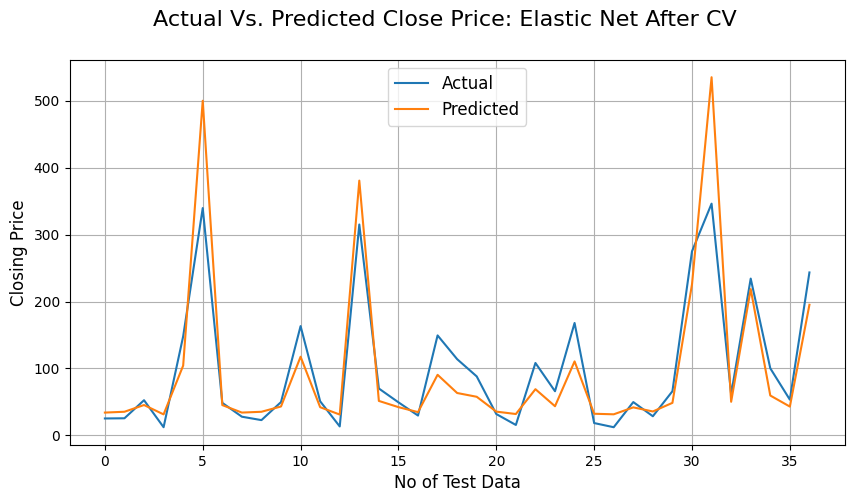 Actual Vs. Predicted Close Price: Elastic Net After CV
Actual
Predicted
Closing Price
500
400
300
200
100
0
0 5 10 15 20 25 30 35
No of Test Data